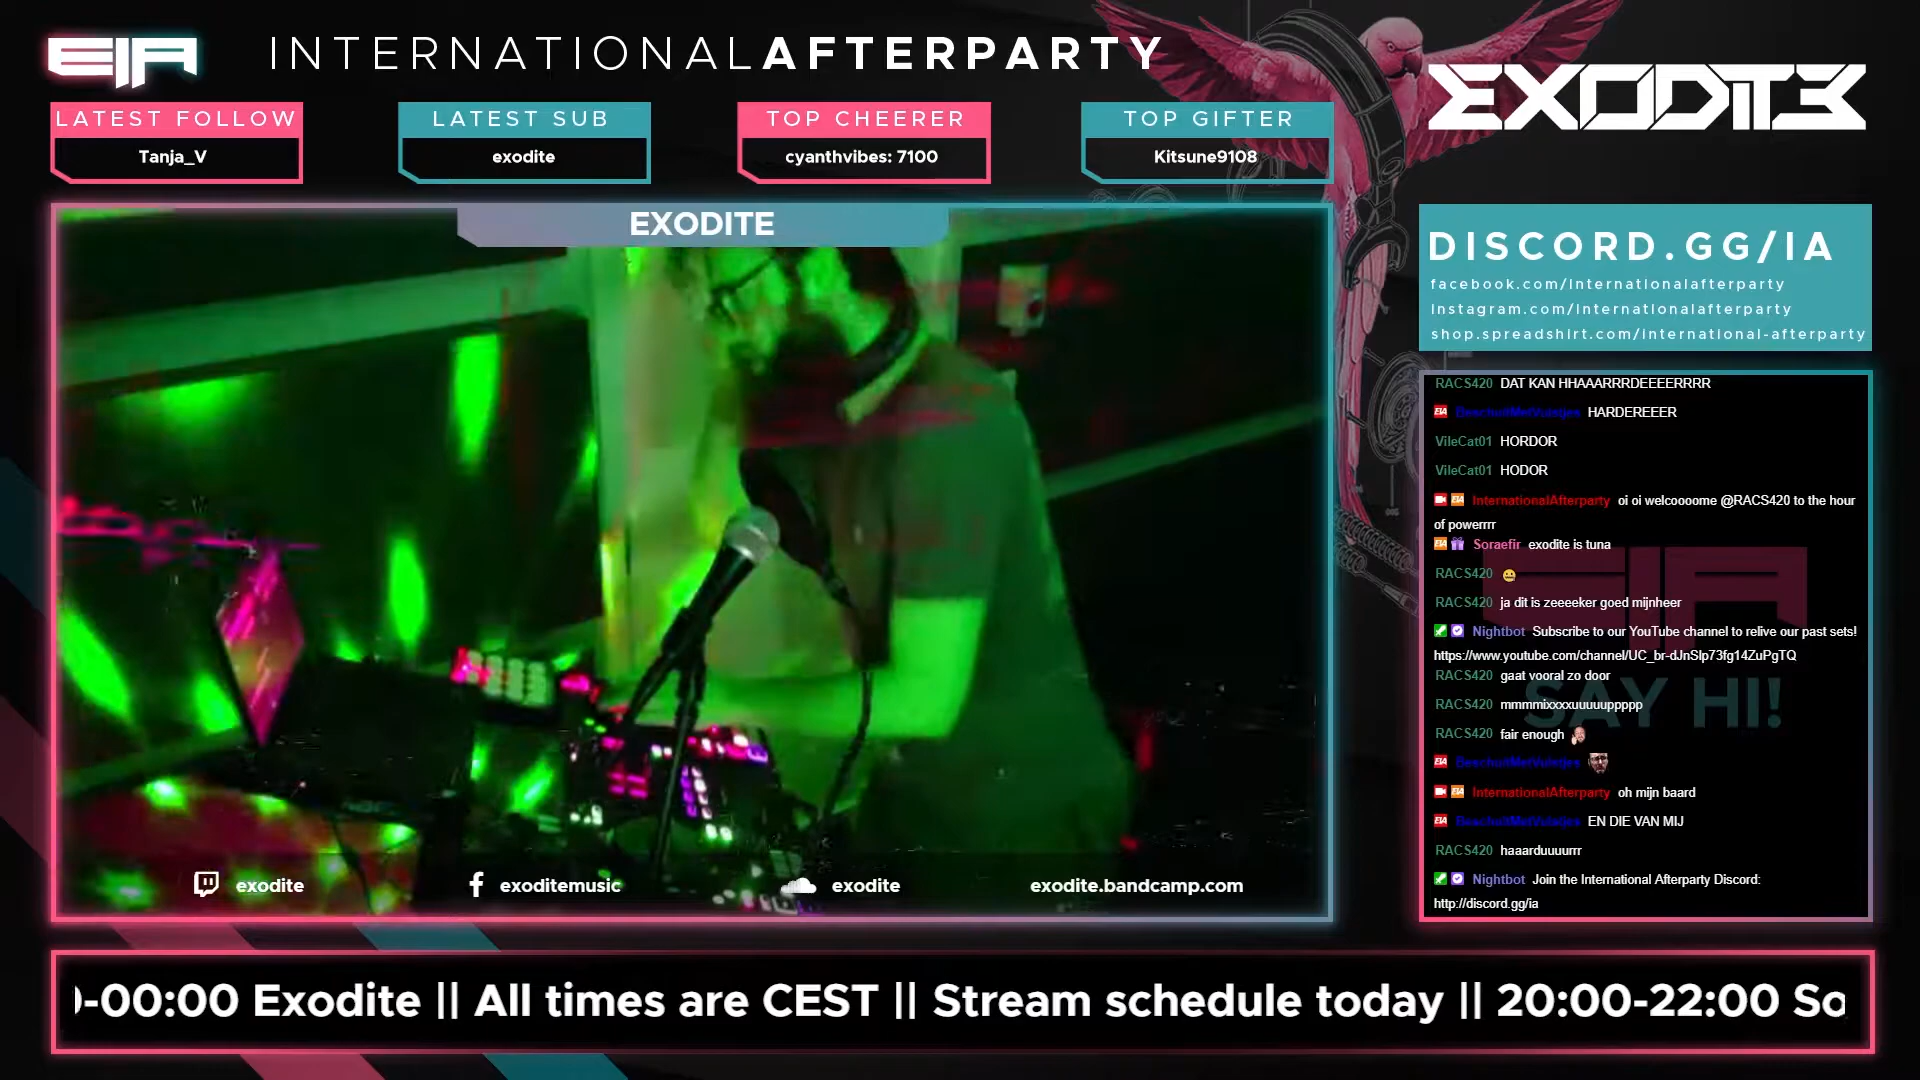 EIA
INTERNATIONALAFTERPARTY
EXODITE
LATEST FOLLOW
Tanja_V
LATEST SUB
exodite
TOP CHEERER
cyanthvibes: 7100
TOP GIFTER
Kitsune9108
EXODITE
DISCORD.GG/IA
facebook.com/internationalafterparty
instagram.com/internationalafterparty
shop.spreadshirt.com/international-afterparty
RACS420 DAT KAN HHAAARRRDEEEERRRR
BeschuitMetVuistjes HARDEREEER
VileCat01 HORDOR
VileCat01 HODOR
InternationalAfterparty oi oi welcoooome @RACS420 to the hour
of powerrrr
Soraefir exodite is tuna
RACS420
RACS420 ja dit is zeeeeker goed mijnheer
Nightbot Subscribe to our YouTube channel to relive our past sets!
https://www.youtube.com/channel/UC_br-dJnSlp73fg14ZuPgTQ
RACS420 gaat vooral zo door
SAY HI!
RACS420 mmmmixxxxuuuuuppppp
RACS420 fair enough
BeschuitMetVuistjes
InternationalAfterparty oh mijn baard
BeschuitMetVuistjes EN DIE VAN MIJ
RACS420 haaarduuuurrr
Nightbot Join the International Afterparty Discord:
http://discord.gg/ia
exodite
exoditemusic
exodite
exodite.bandcamp.com
-00:00 Exodite || All times are CEST || Stream schedule today || 20:00-22:00 So